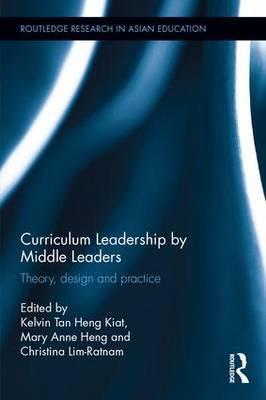 ROUTLEDGE RESEARCH IN ASIAN EDUCATION
Curriculum Leadership by
Middle Leaders
Theory, design and practice
Edited by
Kelvin Tan Heng Kiat,
Mary Anne Heng and
Christina Lim-Ratnam
ROUTLEDGE